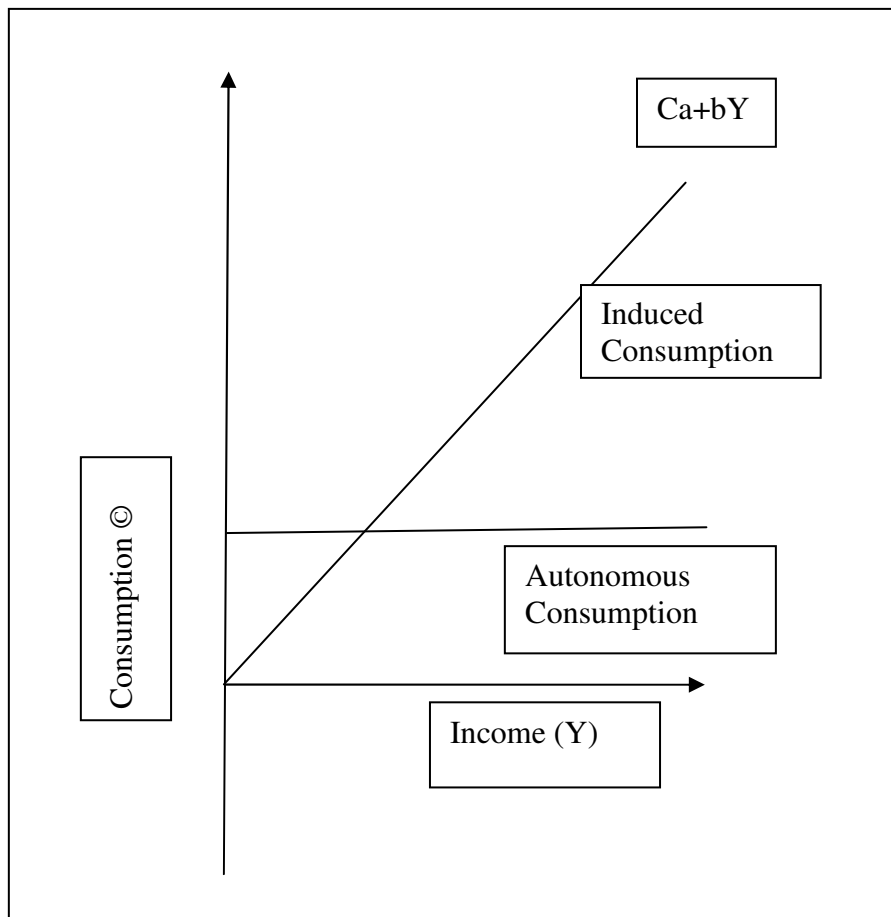 Ca+bY
Induced
Consumption
Consumption ©
Autonomous
Consumption
Income (Y)